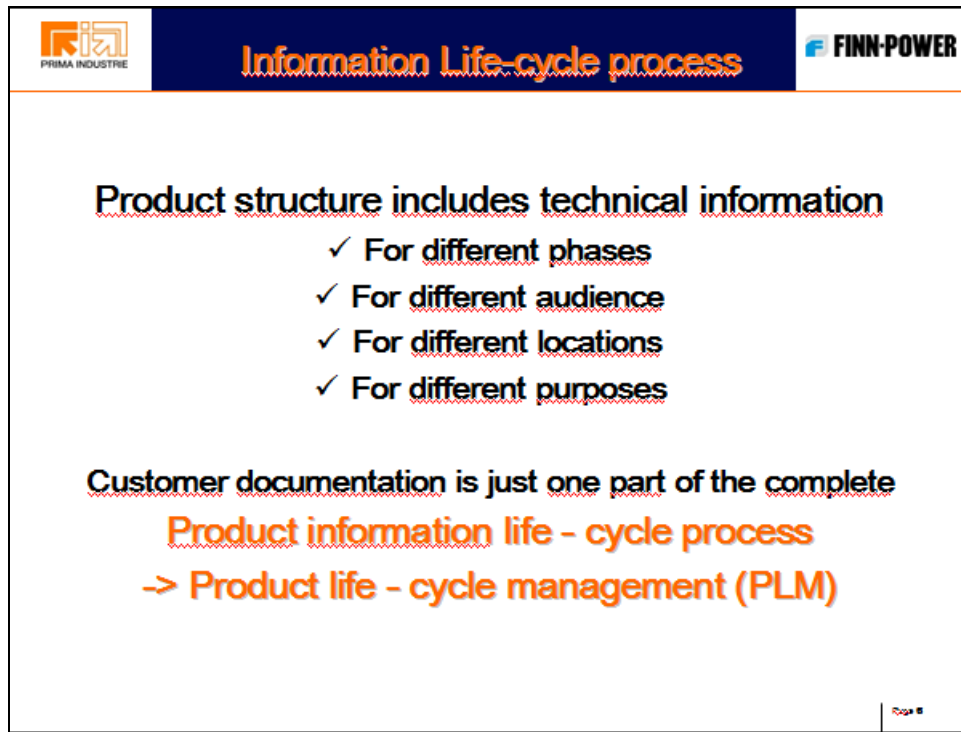 PRIMA INDUSTRIE
Information Life-cycle process
FINN-POWER
Product structure includes technical information
✓ For different phases
✓ For different audience
✓ For different locations
✓ For different purposes
Customer documentation is just one part of the complete
Product information life - cycle process
-> Product life - cycle management (PLM)
Page